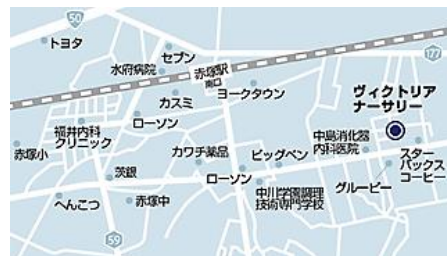 50
トヨタ
セブン
水府病院
赤塚駅
南口
177
カスミ
ヨークタウン
ヴィクトリア
ナーサリー
ローソン
福井内科
クリニック
赤塚小
カワチ薬品
ビッグペン
中島消化器
内科医院
スター
バックス
コーヒー
茨銀
ローソン
グルービー
へんこつ
赤塚中
中川学園調理
技術専門学校
59